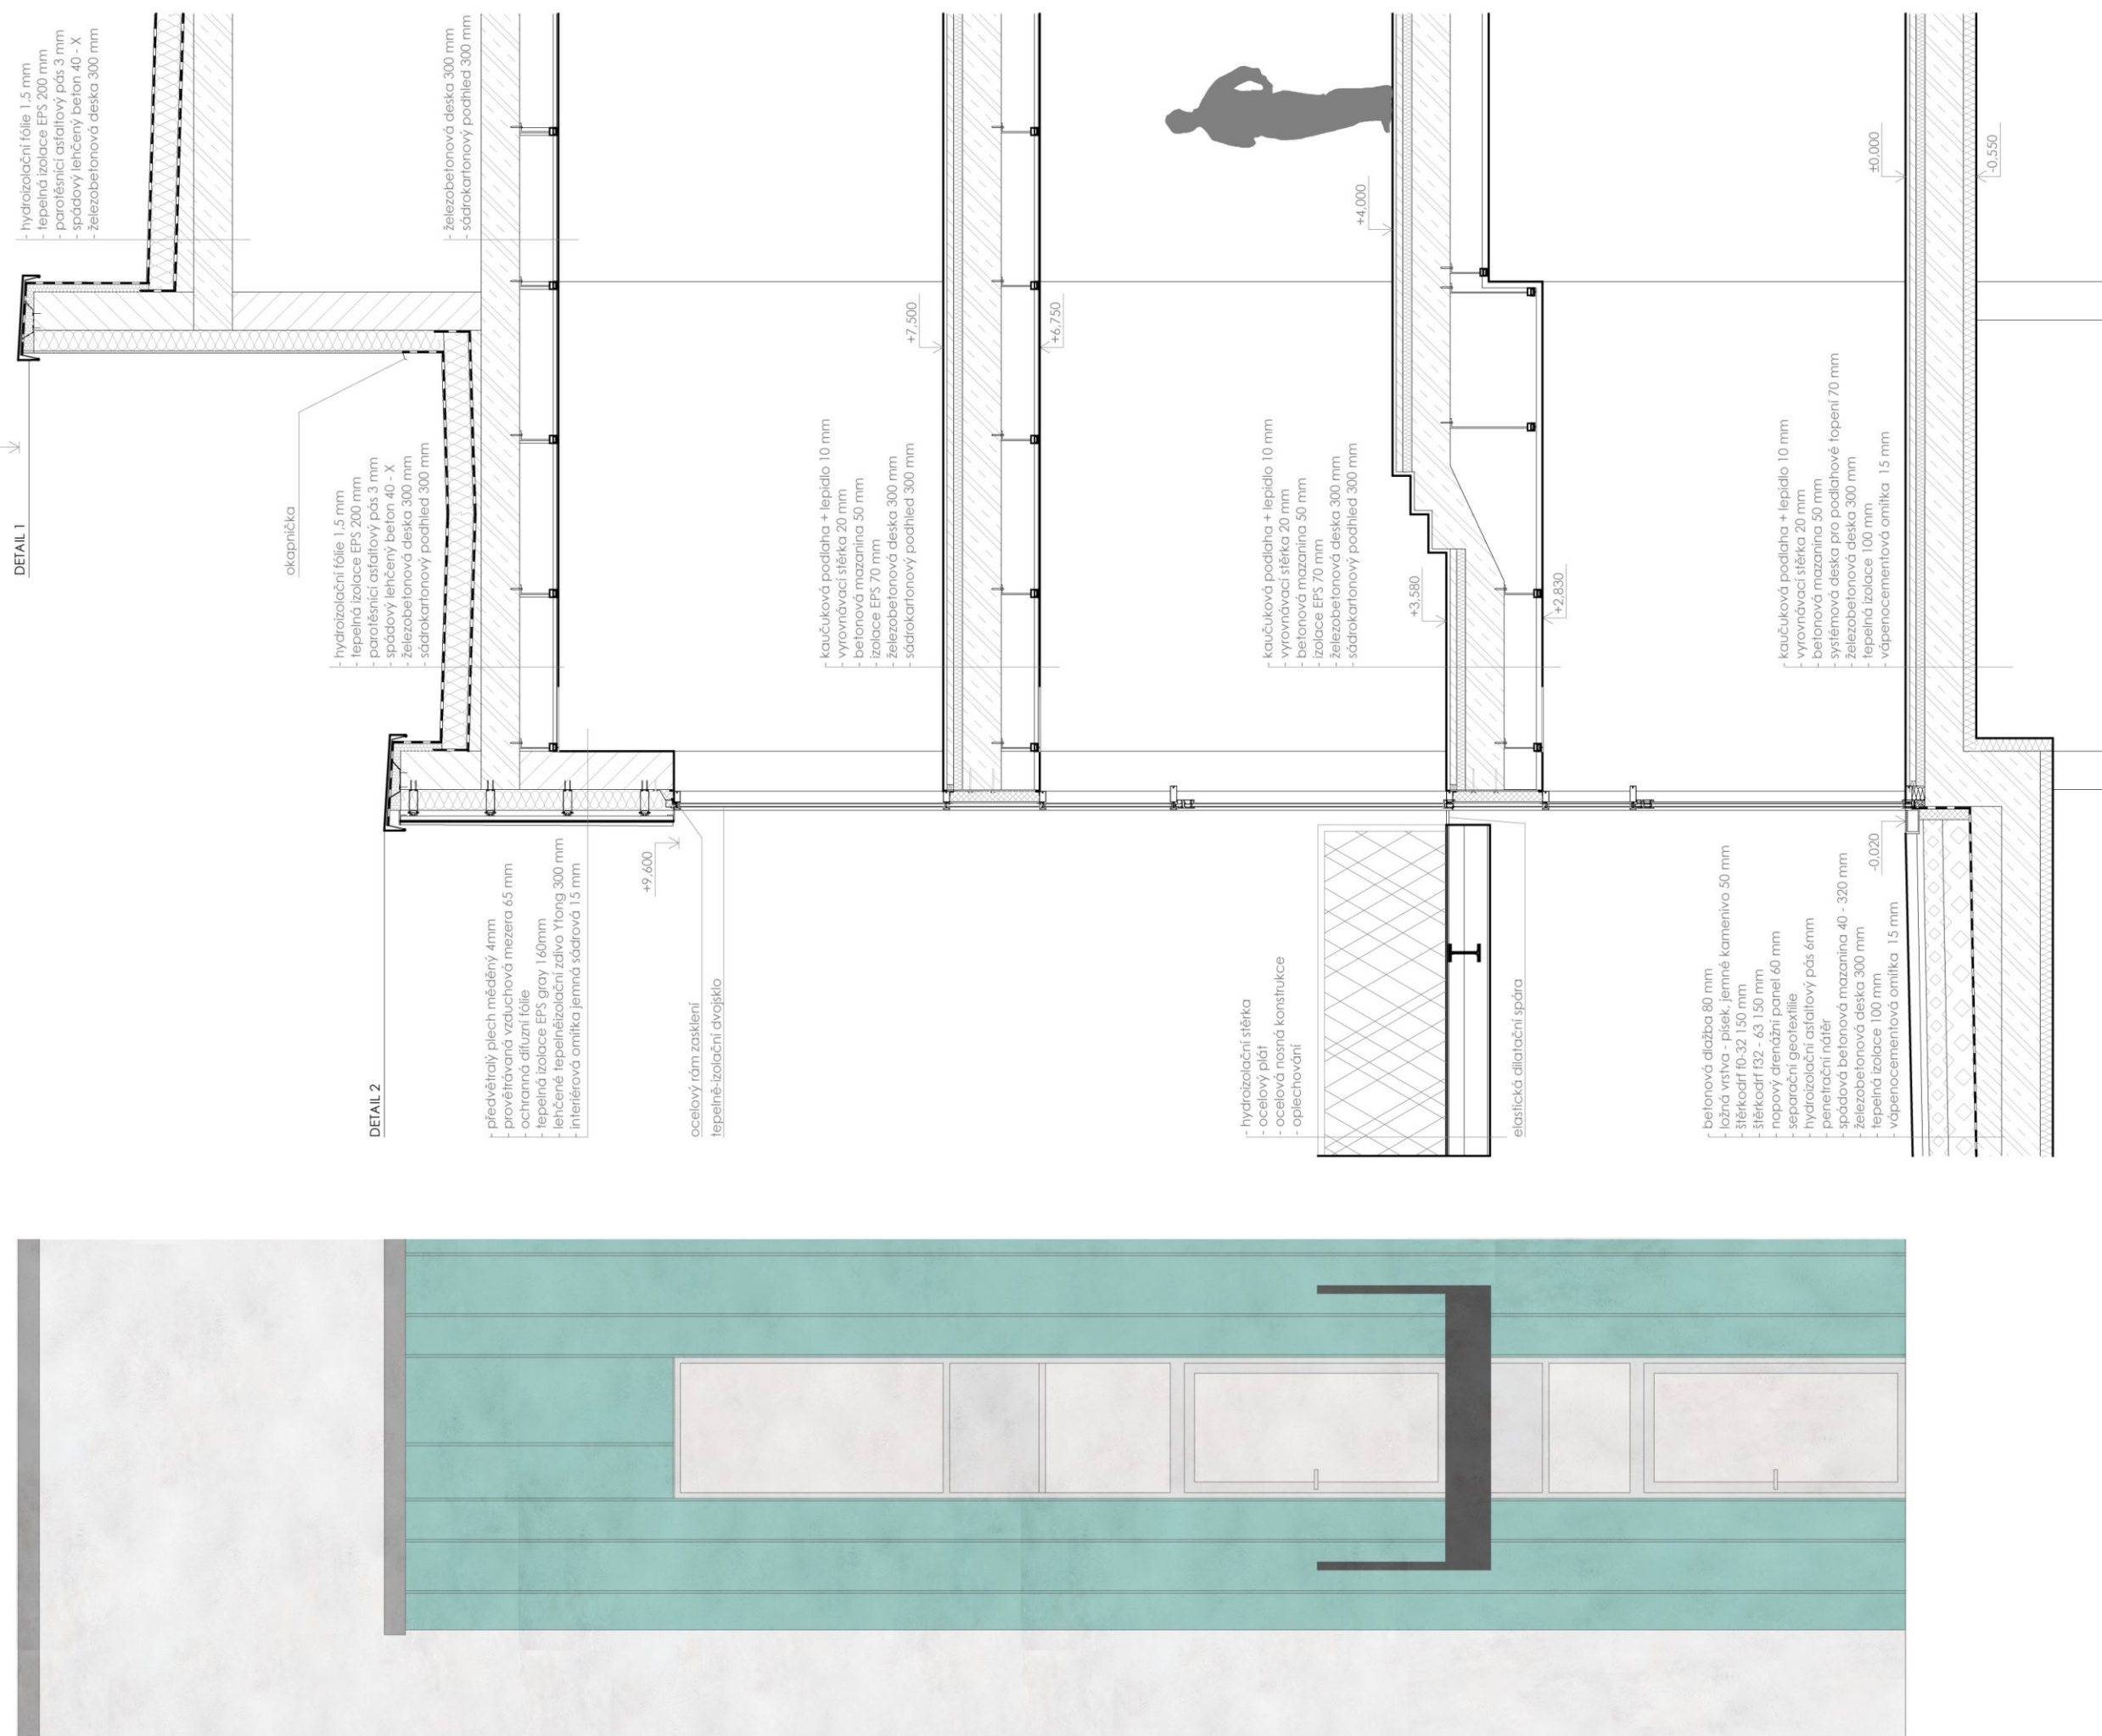 - hydroizolační fólie 1,5 mm
- tepelná izolace EPS 200 mm
- parotěsnící asfaltový pás 3 mm
- spádový lehčený beton 40 - X
- železobetonová deska 300 mm
DETAIL 1
okapnička
- železobetonová deska 300 mm
- sádrokartonový podhled 300 mm
- hydroizolační fólie 1,5 mm
- tepelná izolace EPS 200 mm
- parotěsnící asfaltový pás 3 mm
- spádový lehčený beton 40 - X
- železobetonová deska 300 mm
- sádrokartonový podhled 300 mm
DETAIL 2
- předvětralý plech měděný 4mm
- provětrávaná vzduchová mezera 65 mm
- ochranná difuzní fólie
- tepelná izolace EPS gray 160mm
- lehčené tepelněizolační zdivo Ytong 300 mm
- interiérová omítka jemná sádrová 15 mm
+9,600
ocelový rám zasklení
tepelně-izolační dvojsklo
- kaučuková podlaha + lepidlo 10 mm
- vyrovnávací stěrka 20 mm
- betonová mazanina 50 mm
- izolace EPS 70 mm
- železobetonová deska 300 mm
- sádrokartonový podhled 300 mm
+7,500
+6,750
- hydroizolační stěrka
- ocelový plát
- ocelová nosná konstrukce
- oplechování
- kaučuková podlaha + lepidlo 10 mm
- vyrovnávací stěrka 20 mm
- betonová mazanina 50 mm
- izolace EPS 70 mm
- železobetonová deska 300 mm
- sádrokartonový podhled 300 mm
+4,000
+3,580
+2,830
elastická dilatační spára
- betonová dlažba 80 mm
- ložná vrstva - písek, jemné kamenivo 50 mm
- štěrkodrť f0-32 150 mm
- štěrkodrť f32 - 63 150 mm
- nopový drenážní panel 60 mm
- separační geotextilie
- hydroizolační asfaltový pás 6mm
- penetrační nátěr
- spádová betonová mazanina 40 - 320 mm
- železobetonová deska 300 mm
- tepelná izolace 100 mm
- vápenocementová omítka 15 mm
- kaučuková podlaha + lepidlo 10 mm
- vyrovnávací stěrka 20 mm
- betonová mazanina 50 mm
- systémová deska pro podlahové topení 70 mm
- železobetonová deska 300 mm
- tepelná izolace 100 mm
- vápenocementová omítka 15 mm
±0,000
-0,020
-0,550